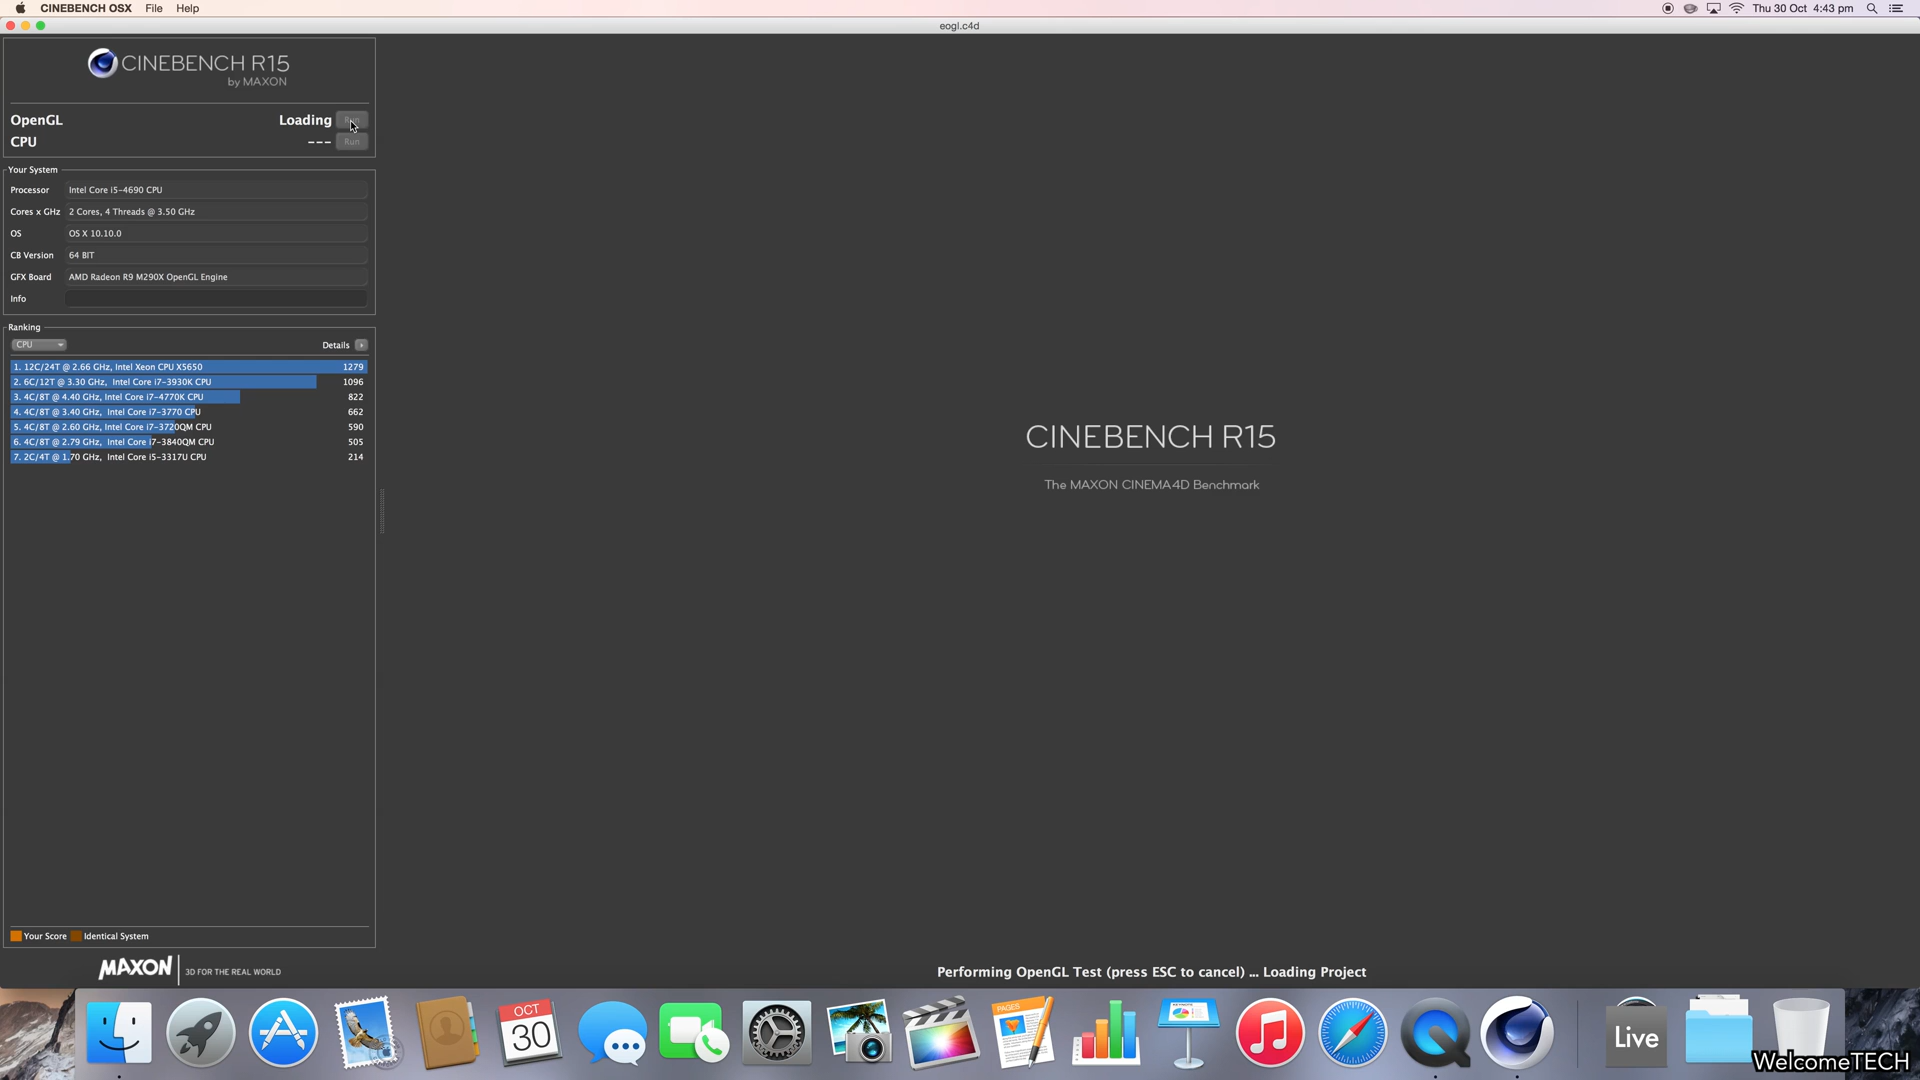 CINEBENCH OSX File Help
Thu 30 Oct 4:43 pm
eogl.c4d
CINEBENCH R15
by MAXON
OpenGL Loading Run
CPU --- Run
Your System
Processor Intel Core i5-4690 CPU
Cores x GHz 2 Cores, 4 Threads @ 3.50 GHz
OS OS X 10.10.0
CB Version 64 BIT
GFX Board AMD Radeon R9 M290X OpenGL Engine
Info
Ranking
CPU Details
1. 12C/24T @ 2.66 GHz, Intel Xeon CPU X5650 1279
2. 6C/12T @ 3.30 GHz, Intel Core i7-3930K CPU 1096
3. 4C/8T @ 4.40 GHz, Intel Core i7-4770K CPU 822
4. 4C/8T @ 3.40 GHz, Intel Core i7-3770 CPU 662
5. 4C/8T @ 2.60 GHz, Intel Core i7-3720QM CPU 590
6. 4C/8T @ 2.79 GHz, Intel Core i7-3840QM CPU 505
7. 2C/4T @ 1.70 GHz, Intel Core i5-3317U CPU 214
CINEBENCH R15
The MAXON CINEMA4D Benchmark
Your Score Identical System
MAXON 3D FOR THE REAL WORLD
Performing OpenGL Test (press ESC to cancel) ... Loading Project
OCT
30
PAGES
Live
WelcomeTECH